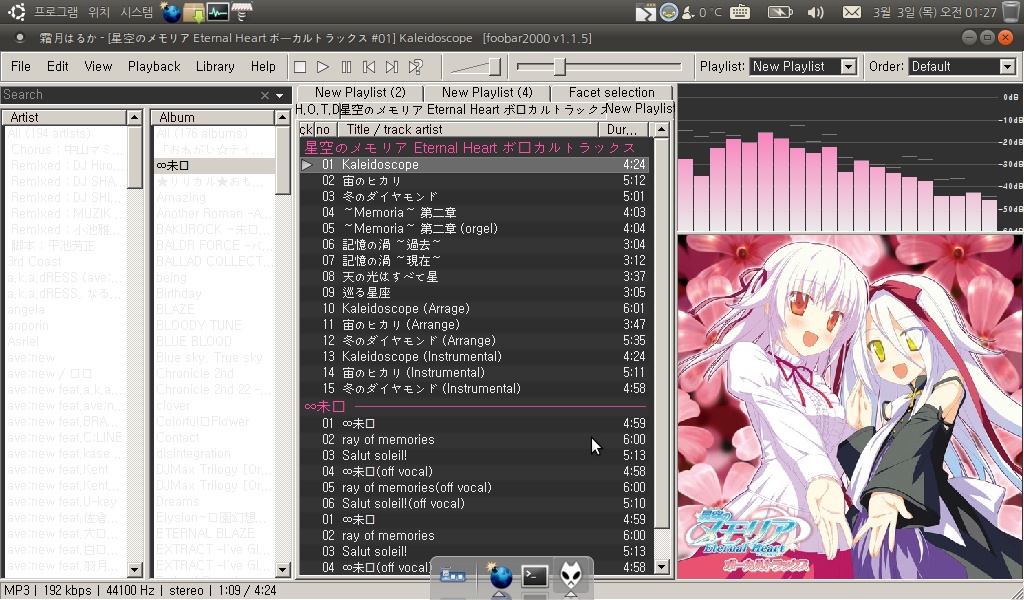 프로그램 위치 시스템
0 °C
3월 3일 (목) 오전 01:27
霜月はるか - [星空のメモリア Eternal Heart ボーカルトラックス #01] Kaleidoscope [foobar2000 v1.1.5]
File Edit View Playback Library Help
Playlist: New Playlist Order: Default
Search
New Playlist (2) New Playlist (4) Facet selection
H,O,T,D 星空のメモリア Eternal Heart ボ口カルトラックス New Playlist
Artist
All (194 artists)
Chorus : 中山マミ...
Remixed : DJ Hiro...
Remixed : DJ SHA...
Remixed : DJ SHI...
Remixed : MUZIK ...
Remixed : 小池雅...
脚本 : 平池芳正
3rd Coast
a.k.a.dRESS (ave;...
a.k.a.dRESS, なる...
angela
anporin
Asriel
ave;new
ave;new / 口口
ave;new feat.a.k.a...
ave;new feat.ave;n...
ave;new feat.BRA...
ave;new feat.C:LINE
ave;new feat.kase ...
ave;new feat.Kent
ave;new feat.Kent...
ave;new feat.U-key
ave;new feat.佐倉...
ave;new feat.大口...
ave;new feat.白口...
ave;new feat.羽月...
Album
All (176 albums)
∞未口
Amazing
Another Roman -A...
BAKUROCK ~未口...
BALDR FORCE -バ...
BALLAD COLLECT...
being
Birthday
BLAZE
BLOODY TUNE
BLUE BLOOD
Blue sky, True sky
Chronicle 2nd
Chronicle 2nd 22 -...
clover
Colorful口Flower
Contact
disintegration
DJMax Trilogy [Or...
DJMax Trilogy [Or...
Dreams
Elysion~口園幻想...
ETERNAL BLAZE
EXTRACT -I've GI...
EXTRACT -I've GI...
ck no Title / track artist Dur...
星空のメモリア Eternal Heart ボ口カルトラックス
01 Kaleidoscope 4:24
02 宙のヒカリ 5:12
03 冬のダイヤモンド 5:01
04 ~Memoria~ 第二章 4:03
05 ~Memoria~ 第二章 (orgel) 4:04
06 記憶の渦 ~過去~ 3:04
07 記憶の渦 ~現在~ 3:12
08 天の光はすべて星 3:37
09 巡る星座 3:05
10 Kaleidoscope (Arrage) 6:01
11 宙のヒカリ (Arrange) 3:47
12 冬のダイヤモンド (Arrange) 5:35
13 Kaleidoscope (Instrumental) 4:24
14 宙のヒカリ (Instrumental) 5:11
15 冬のダイヤモンド (Instrumental) 4:58
∞未口
01 ∞未口 4:59
02 ray of memories 6:00
03 Salut soleil! 5:13
04 ∞未口(off vocal) 4:58
05 ray of memories(off vocal) 6:00
06 Salut soleil!(off vocal) 5:10
01 ∞未口 4:59
02 ray of memories 6:00
03 Salut soleil! 5:13
04 ∞未口(off vocal) 4:58
0dB
-10dB
-20dB
-30dB
-40dB
-50dB
-60dB
星空のメモリア
Eternal Heart
ボーカルトラックス
MP3 | 192 kbps | 44100 Hz | stereo | 1:09 / 4:24